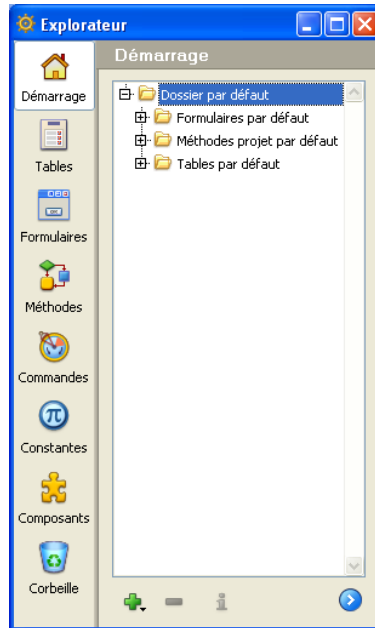 Explorateur
Démarrage
Démarrage
Tables
Formulaires
Méthodes
Commandes
Constantes
Composants
Corbeille
Dossier par défaut
Formulaires par défaut
Méthodes projet par défaut
Tables par défaut